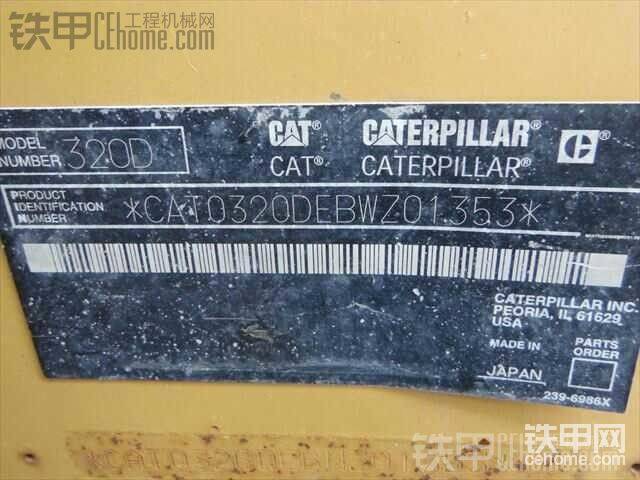 铁甲 工程机械网
Cehome.com
MODEL NUMBER 320D
CAT® CATERPILLAR®
CAT® CATERPILLAR®
PRODUCT IDENTIFICATION NUMBER *CAT0320DEBWZ01353*
CATERPILLAR INC.
PEORIA, IL 61629
USA
MADE IN PARTS ORDER
JAPAN
239-6986X
铁甲网
cehome.com